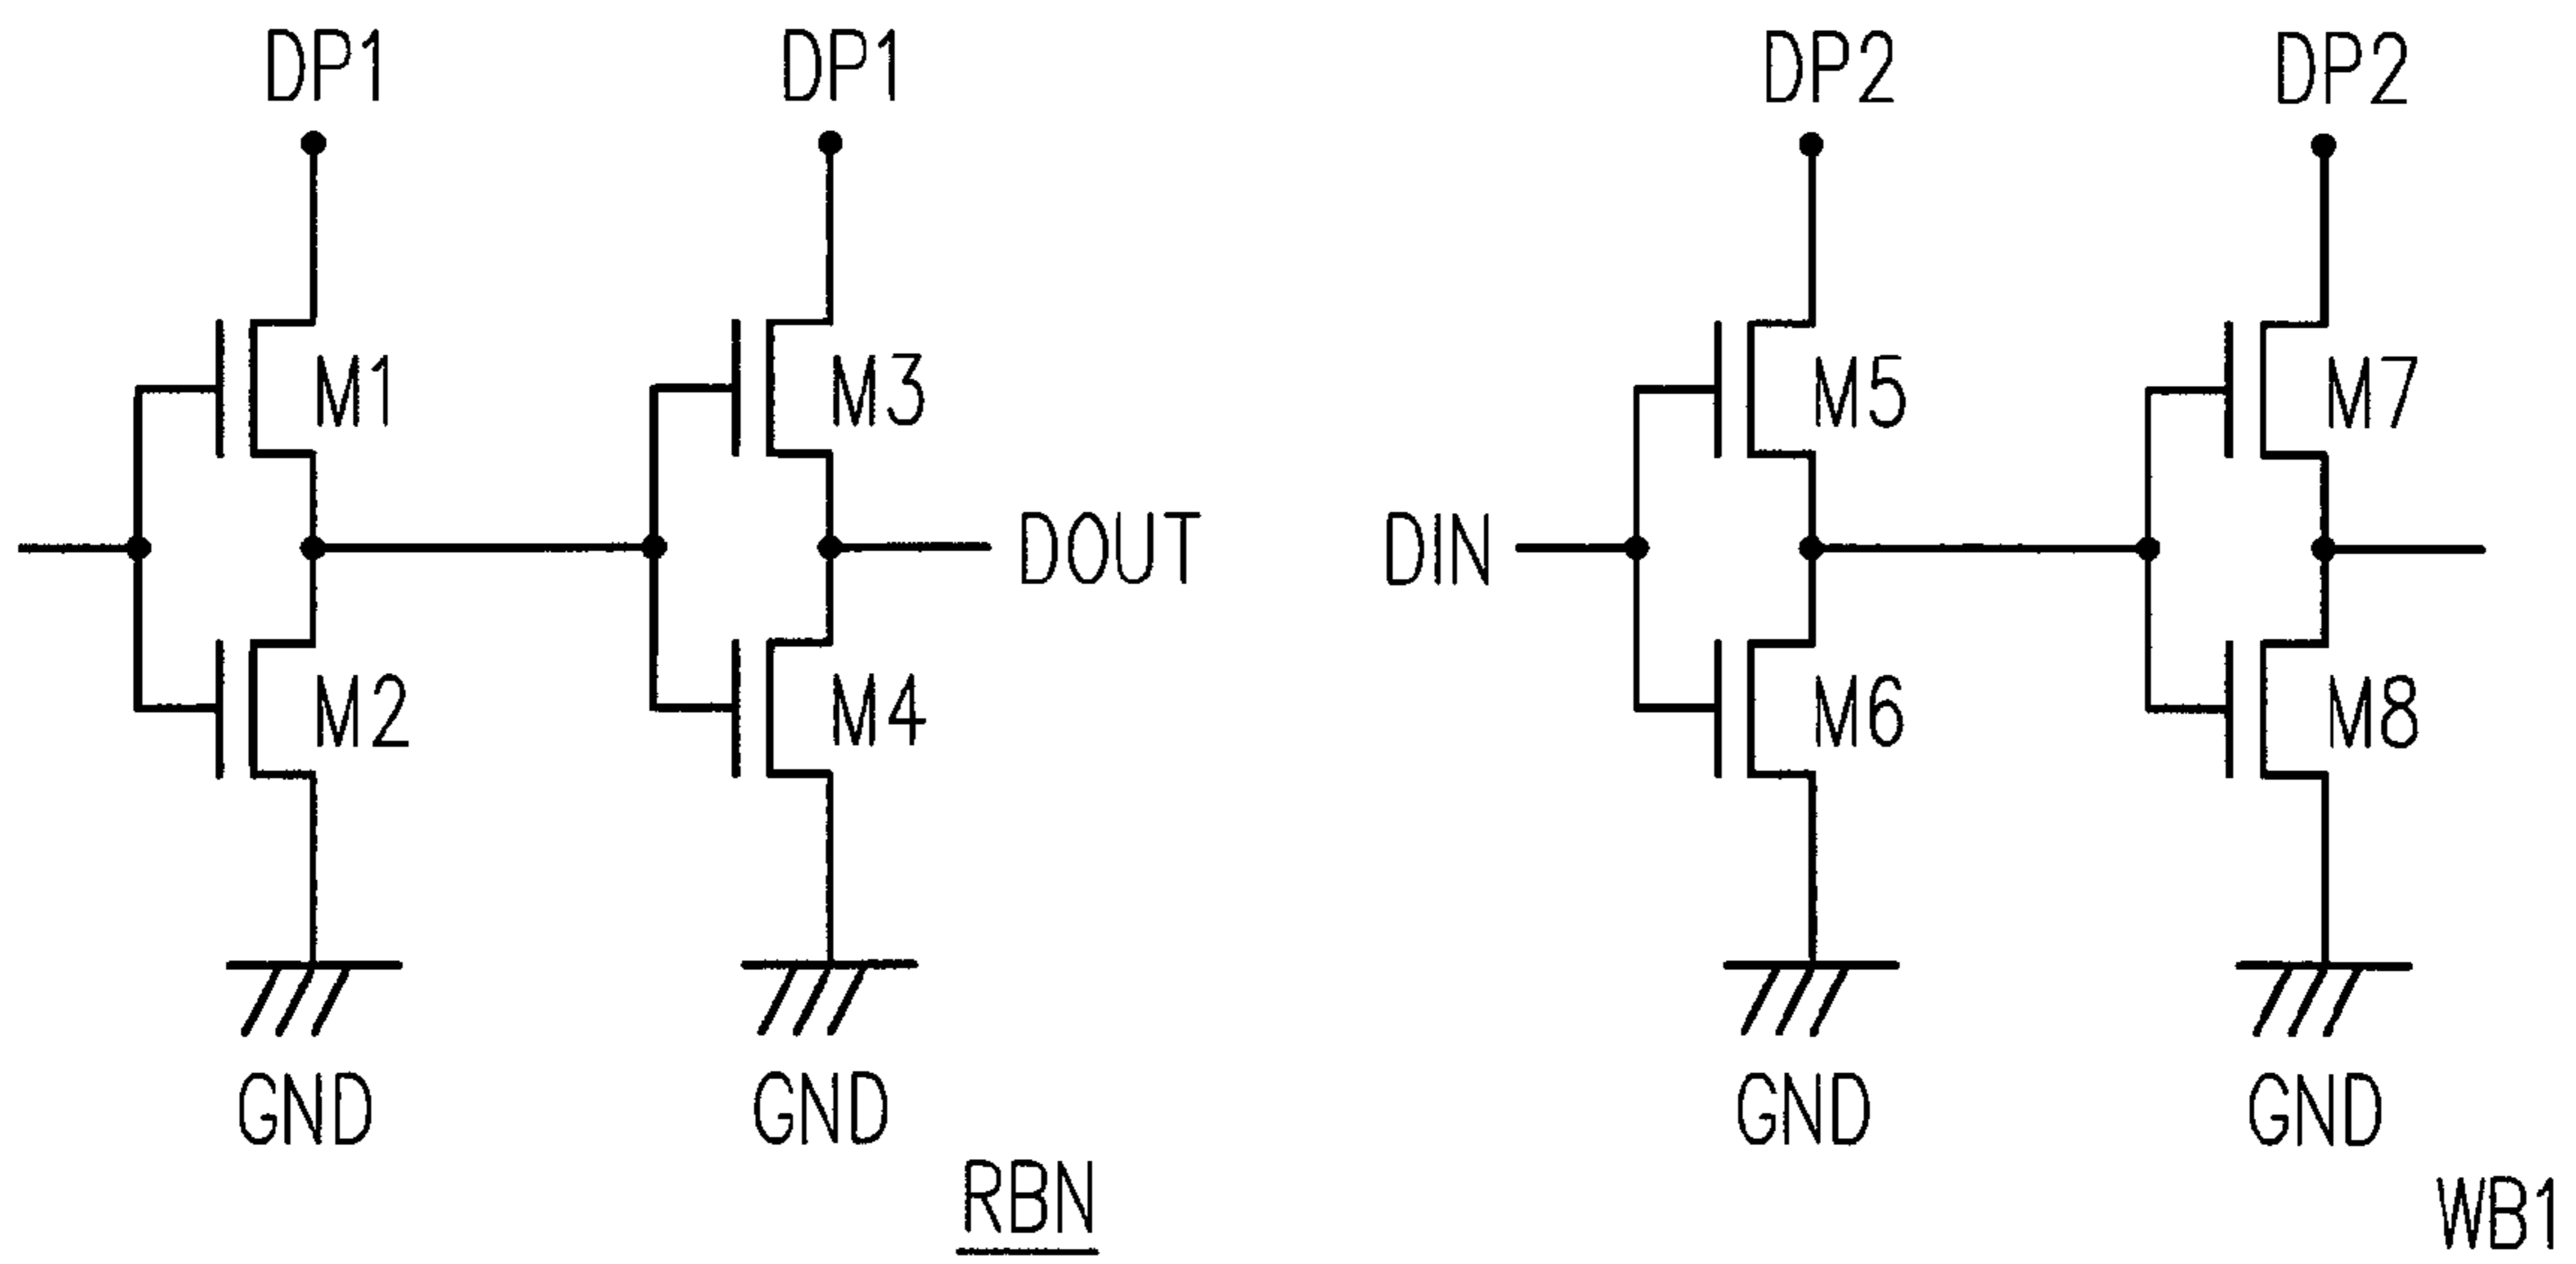 DP1 DP1 DP2 DP2
M1 M3 M5 M7
DOUT DIN
M2 M4 M6 M8
GND GND GND GND
RBN
WB1